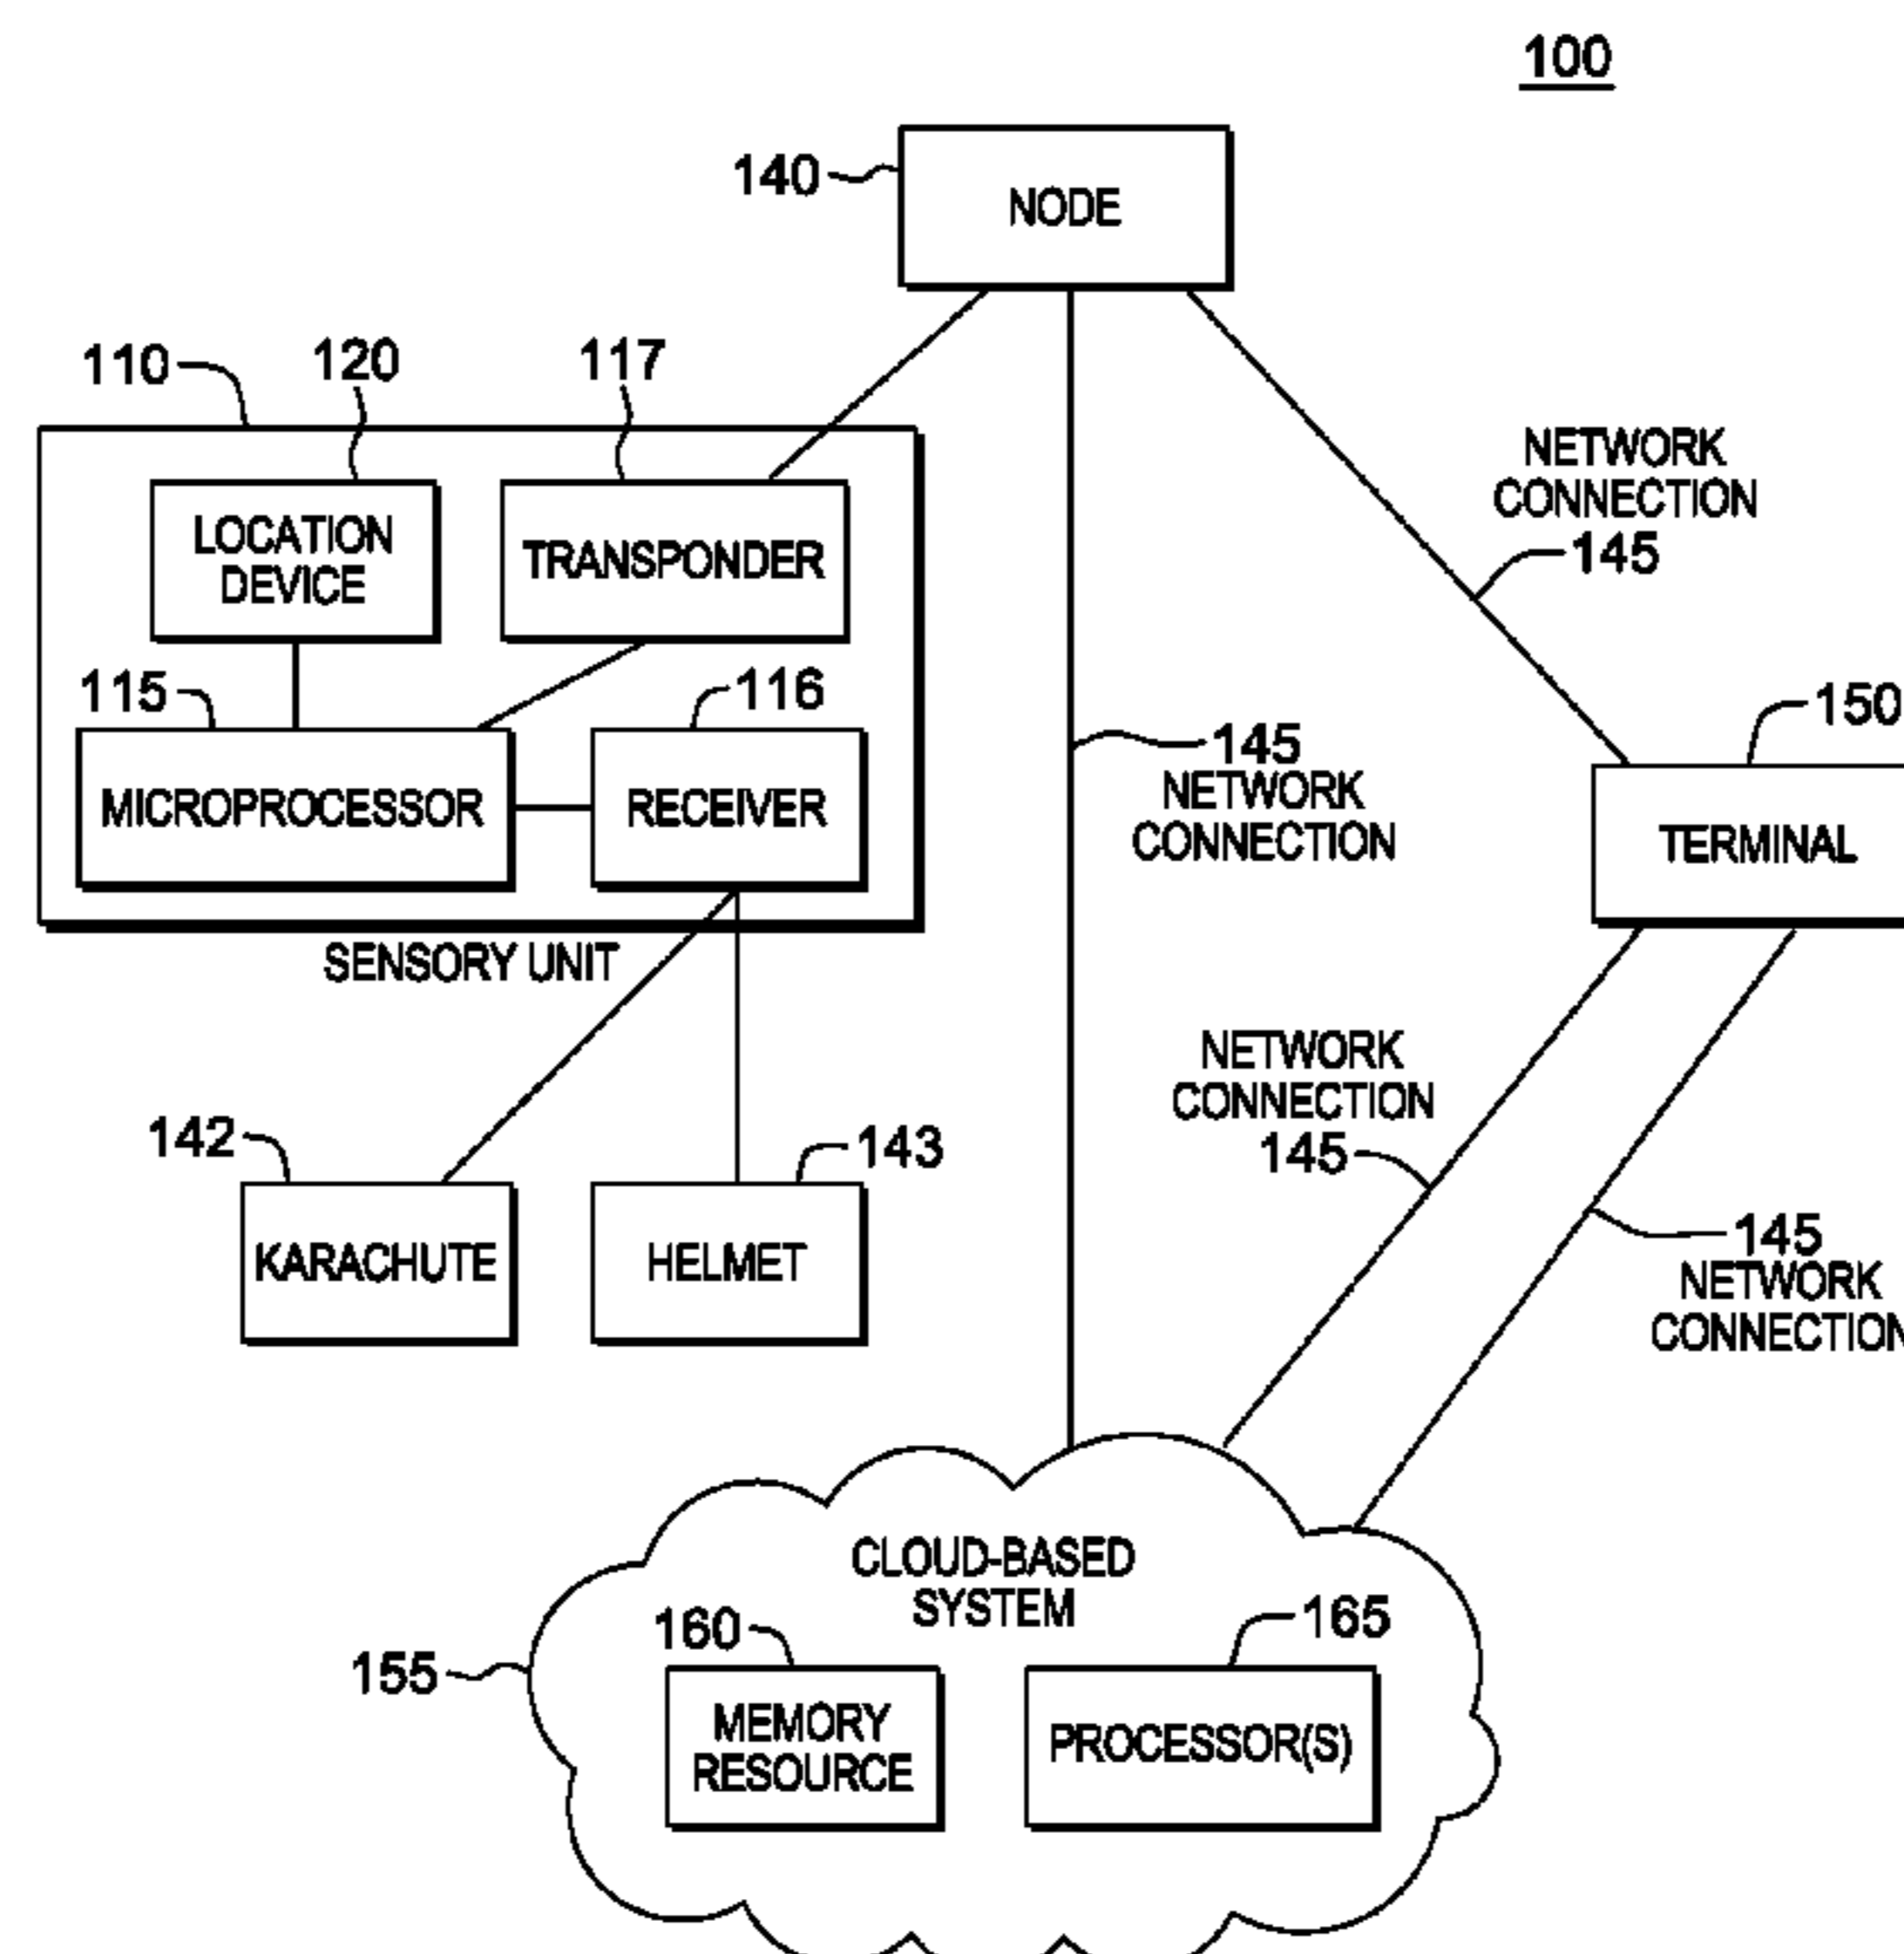 100
140
NODE
110
120
117
LOCATION
DEVICE
TRANSPONDER
115
116
MICROPROCESSOR
RECEIVER
SENSORY UNIT
NETWORK
CONNECTION
145
145
NETWORK
CONNECTION
150
TERMINAL
142
143
KARACHUTE
HELMET
NETWORK
CONNECTION
145
145
NETWORK
CONNECTION
CLOUD-BASED
SYSTEM
155
160
165
MEMORY
RESOURCE
PROCESSOR(S)